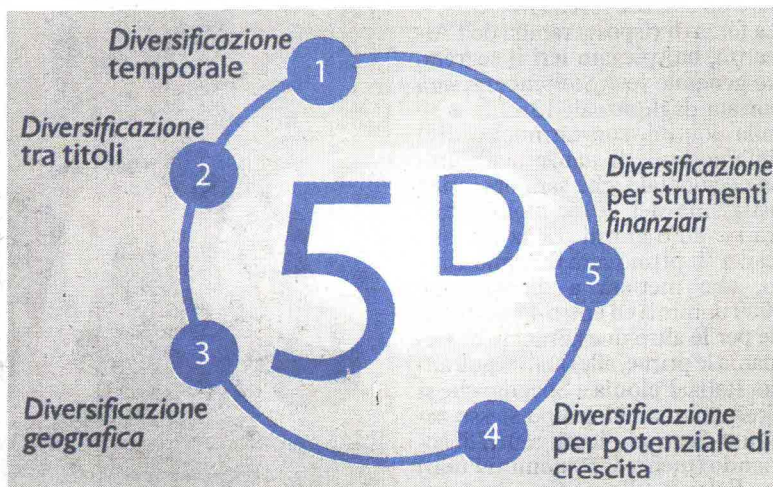 Diversificazione
temporale
1
Diversificazione
tra titoli
2
3
Diversificazione
geografica
5D
Diversificazione
per strumenti
finanziari
5
4
Diversificazione
per potenziale di
crescita